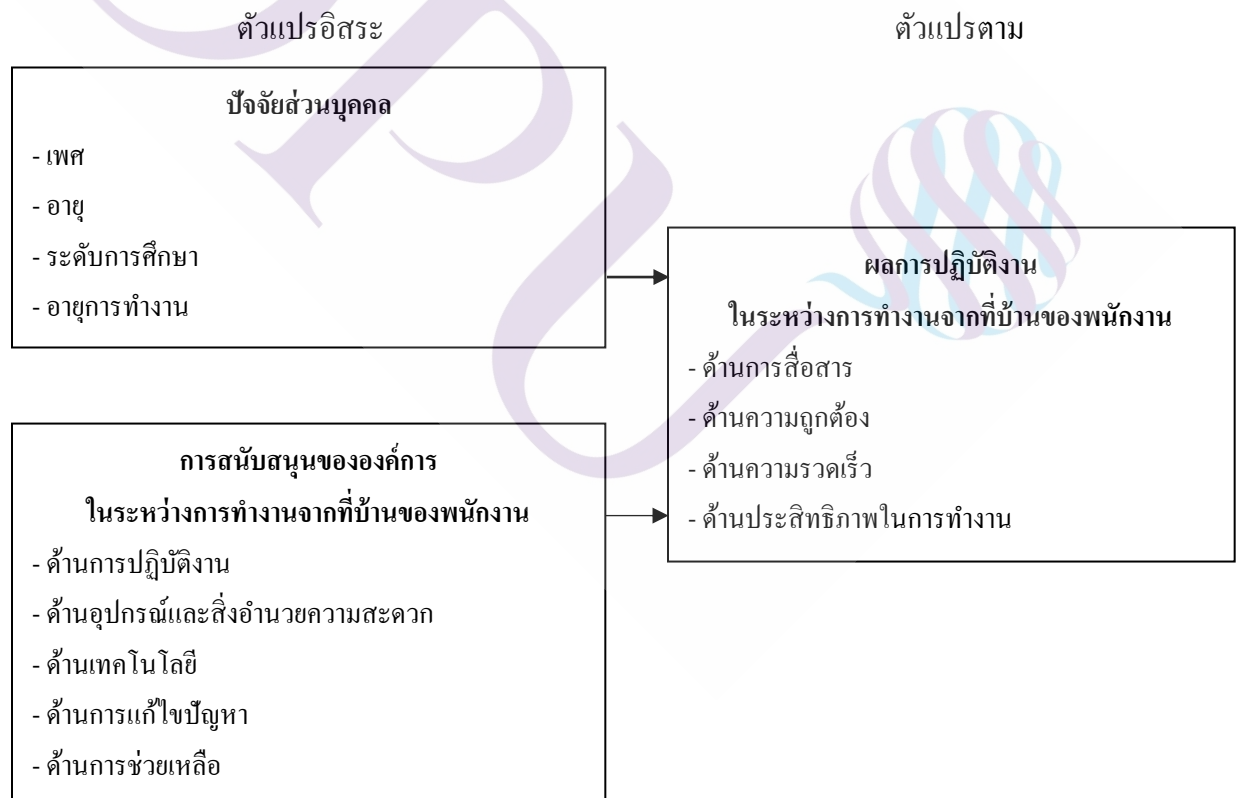 ตัวแปรอิสระ
ตัวแปรตาม
ปัจจัยส่วนบุคคล
- เพศ
- อายุ
- ระดับการศึกษา
- อายุการทำงาน
ผลการปฏิบัติงาน
ในระหว่างการทำงานจากที่บ้านของพนักงาน
- ด้านการสื่อสาร
- ด้านความถูกต้อง
- ด้านความรวดเร็ว
- ด้านประสิทธิภาพในการทำงาน
การสนับสนุนขององค์การ
ในระหว่างการทำงานจากที่บ้านของพนักงาน
- ด้านการปฏิบัติงาน
- ด้านอุปกรณ์และสิ่งอำนวยความสะดวก
- ด้านเทคโนโลยี
- ด้านการแก้ไขปัญหา
- ด้านการช่วยเหลือ